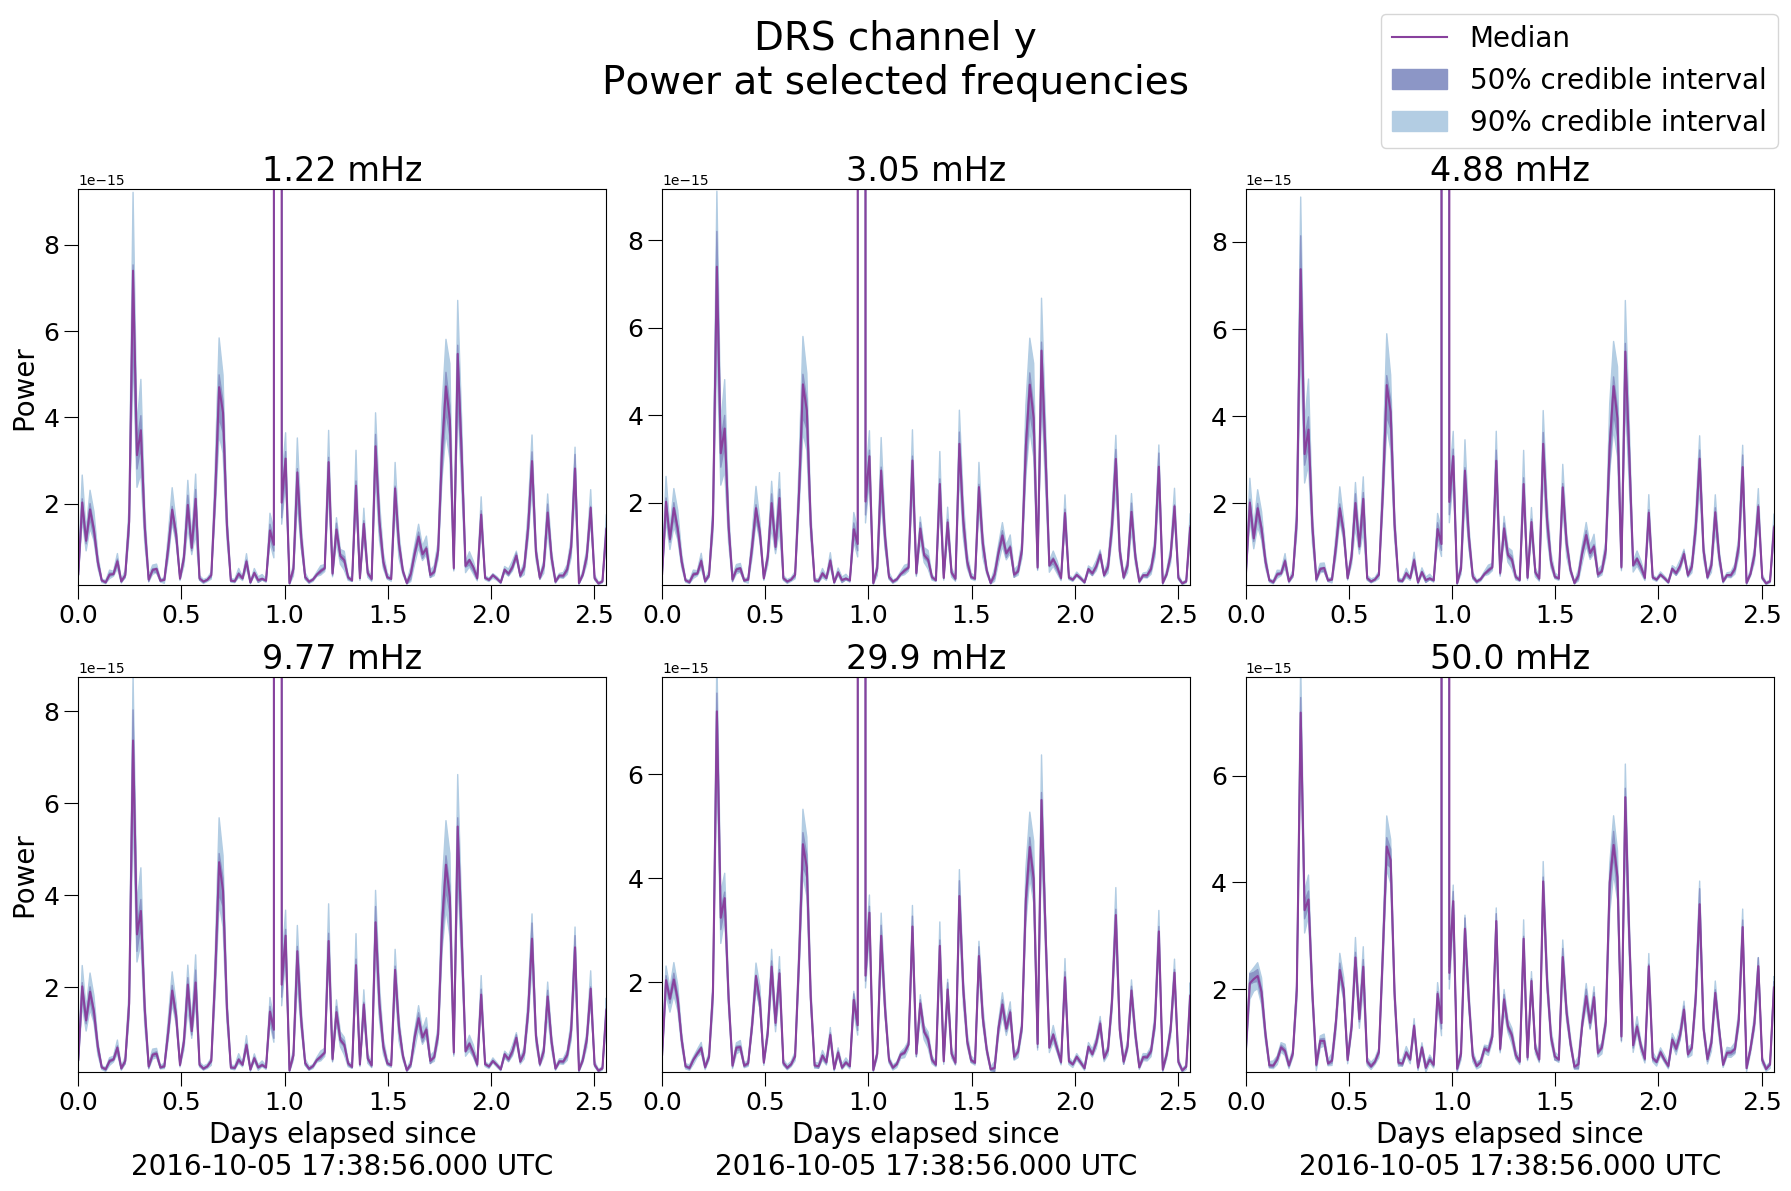 DRS channel y
Power at selected frequencies
Median
50% credible interval
90% credible interval
1.22 mHz
3.05 mHz
4.88 mHz
1e−15
1e−15
1e−15
Power
8
6
4
2
0.0 0.5 1.0 1.5 2.0 2.5
8
6
4
2
0.0 0.5 1.0 1.5 2.0 2.5
8
6
4
2
0.0 0.5 1.0 1.5 2.0 2.5
9.77 mHz
29.9 mHz
50.0 mHz
1e−15
1e−15
1e−15
Power
8
6
4
2
0.0 0.5 1.0 1.5 2.0 2.5
Days elapsed since
2016-10-05 17:38:56.000 UTC
6
4
2
0.0 0.5 1.0 1.5 2.0 2.5
Days elapsed since
2016-10-05 17:38:56.000 UTC
6
4
2
0.0 0.5 1.0 1.5 2.0 2.5
Days elapsed since
2016-10-05 17:38:56.000 UTC